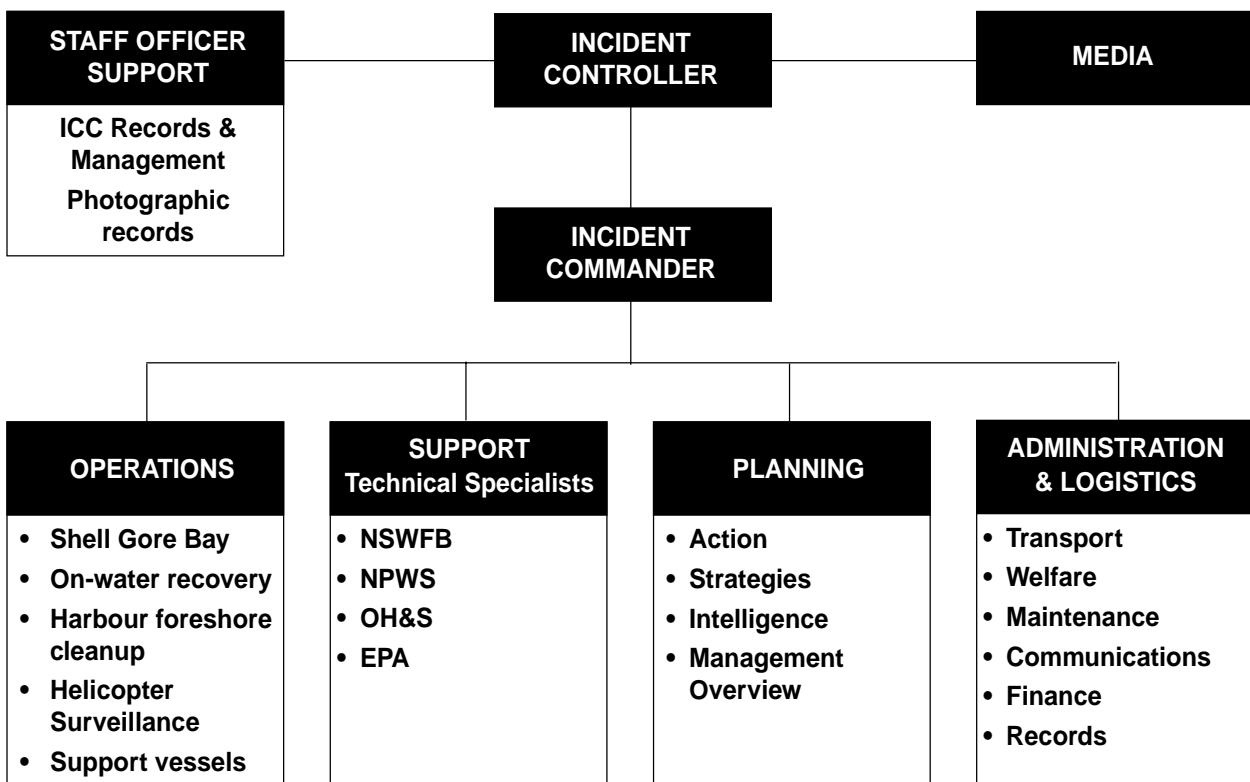 STAFF OFFICER
SUPPORT
ICC Records &
Management
Photographic
records
INCIDENT
CONTROLLER
MEDIA
INCIDENT
COMMANDER
OPERATIONS
• Shell Gore Bay
• On-water recovery
• Harbour foreshore
cleanup
• Helicopter
Surveillance
• Support vessels
SUPPORT
Technical Specialists
• NSWFB
• NPWS
• OH&S
• EPA
PLANNING
• Action
• Strategies
• Intelligence
• Management
Overview
ADMINISTRATION
& LOGISTICS
• Transport
• Welfare
• Maintenance
• Communications
• Finance
• Records